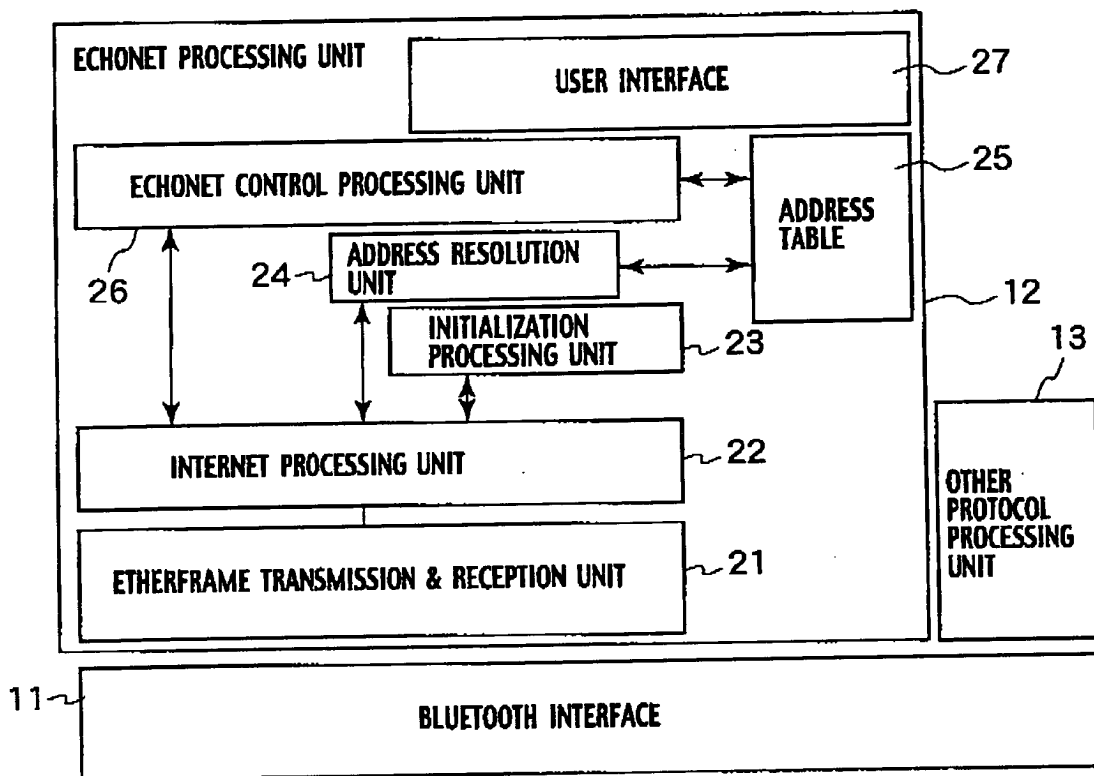 ECHONET PROCESSING UNIT
USER INTERFACE
27
ECHONET CONTROL PROCESSING UNIT
26
ADDRESS
TABLE
25
24
ADDRESS RESOLUTION
UNIT
INITIALIZATION
PROCESSING UNIT
23
12
13
INTERNET PROCESSING UNIT
22
ETHERFRAME TRANSMISSION & RECEPTION UNIT
21
OTHER
PROTOCOL
PROCESSING
UNIT
11
BLUETOOTH INTERFACE